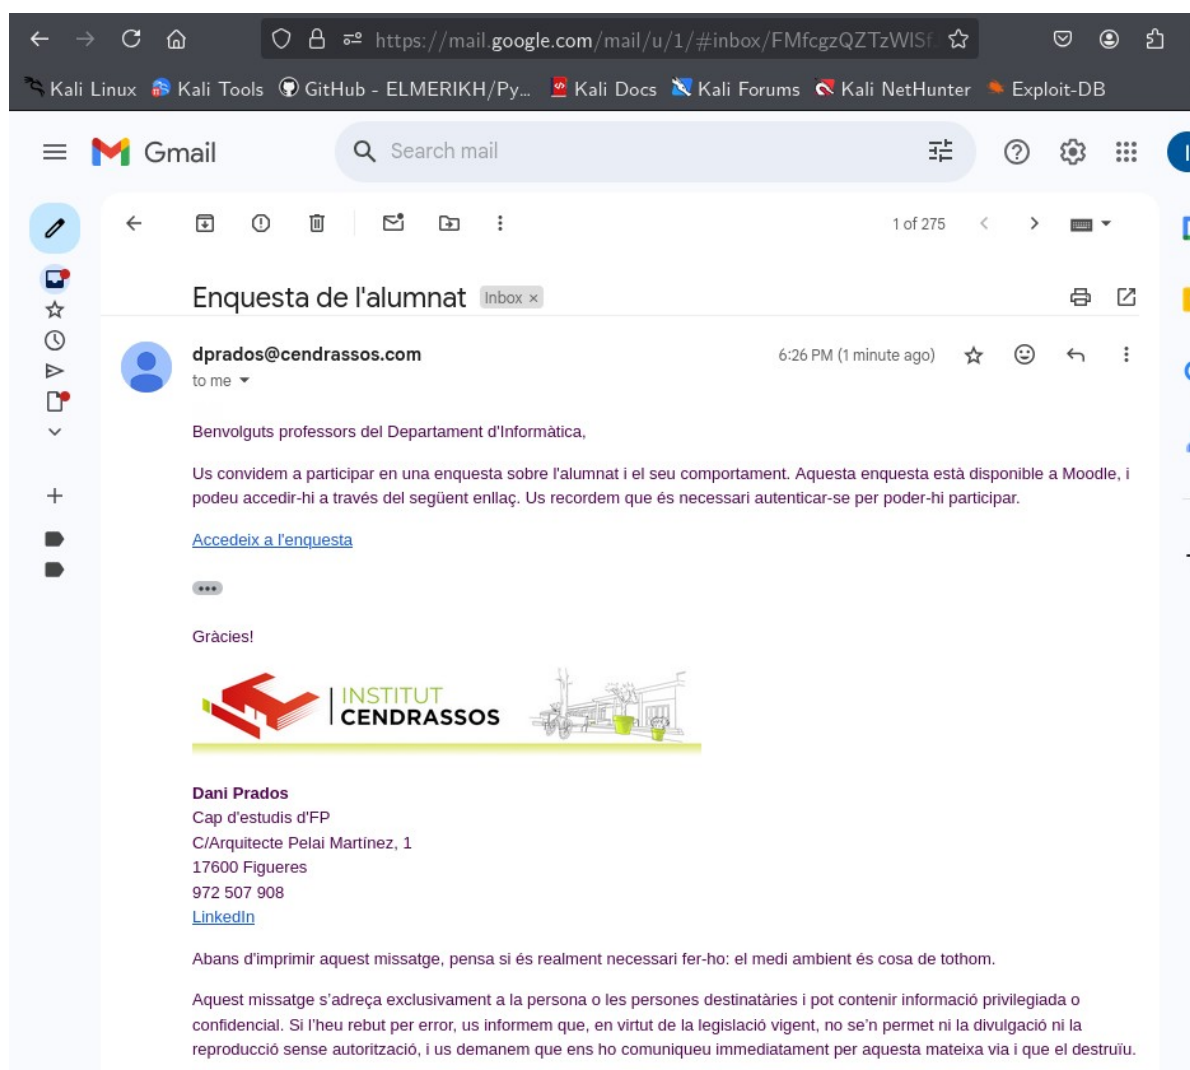 https://mail.google.com/mail/u/1/#inbox/FMfcgzQZTzWlSf
Kali Linux Kali Tools GitHub - ELMERIKH/Py... Kali Docs Kali Forums Kali NetHunter Exploit-DB
Gmail Search mail
1 of 275
Enquesta de l'alumnat Inbox ×
dprados@cendrassos.com 6:26 PM (1 minute ago)
to me
Benvolguts professors del Departament d'Informàtica,
Us convidem a participar en una enquesta sobre l'alumnat i el seu comportament. Aquesta enquesta està disponible a Moodle, i
podeu accedir-hi a través del següent enllaç. Us recordem que és necessari autenticar-se per poder-hi participar.
Accedeix a l'enquesta
Gràcies!
INSTITUT
CENDRASSOS
Dani Prados
Cap d'estudis d'FP
C/Arquitecte Pelai Martínez, 1
17600 Figueres
972 507 908
LinkedIn
Abans d'imprimir aquest missatge, pensa si és realment necessari fer-ho: el medi ambient és cosa de tothom.
Aquest missatge s’adreça exclusivament a la persona o les persones destinatàries i pot contenir informació privilegiada o
confidencial. Si l’heu rebut per error, us informem que, en virtut de la legislació vigent, no se’n permet ni la divulgació ni la
reproducció sense autorització, i us demanem que ens ho comuniqueu immediatament per aquesta mateixa via i que el destruïu.